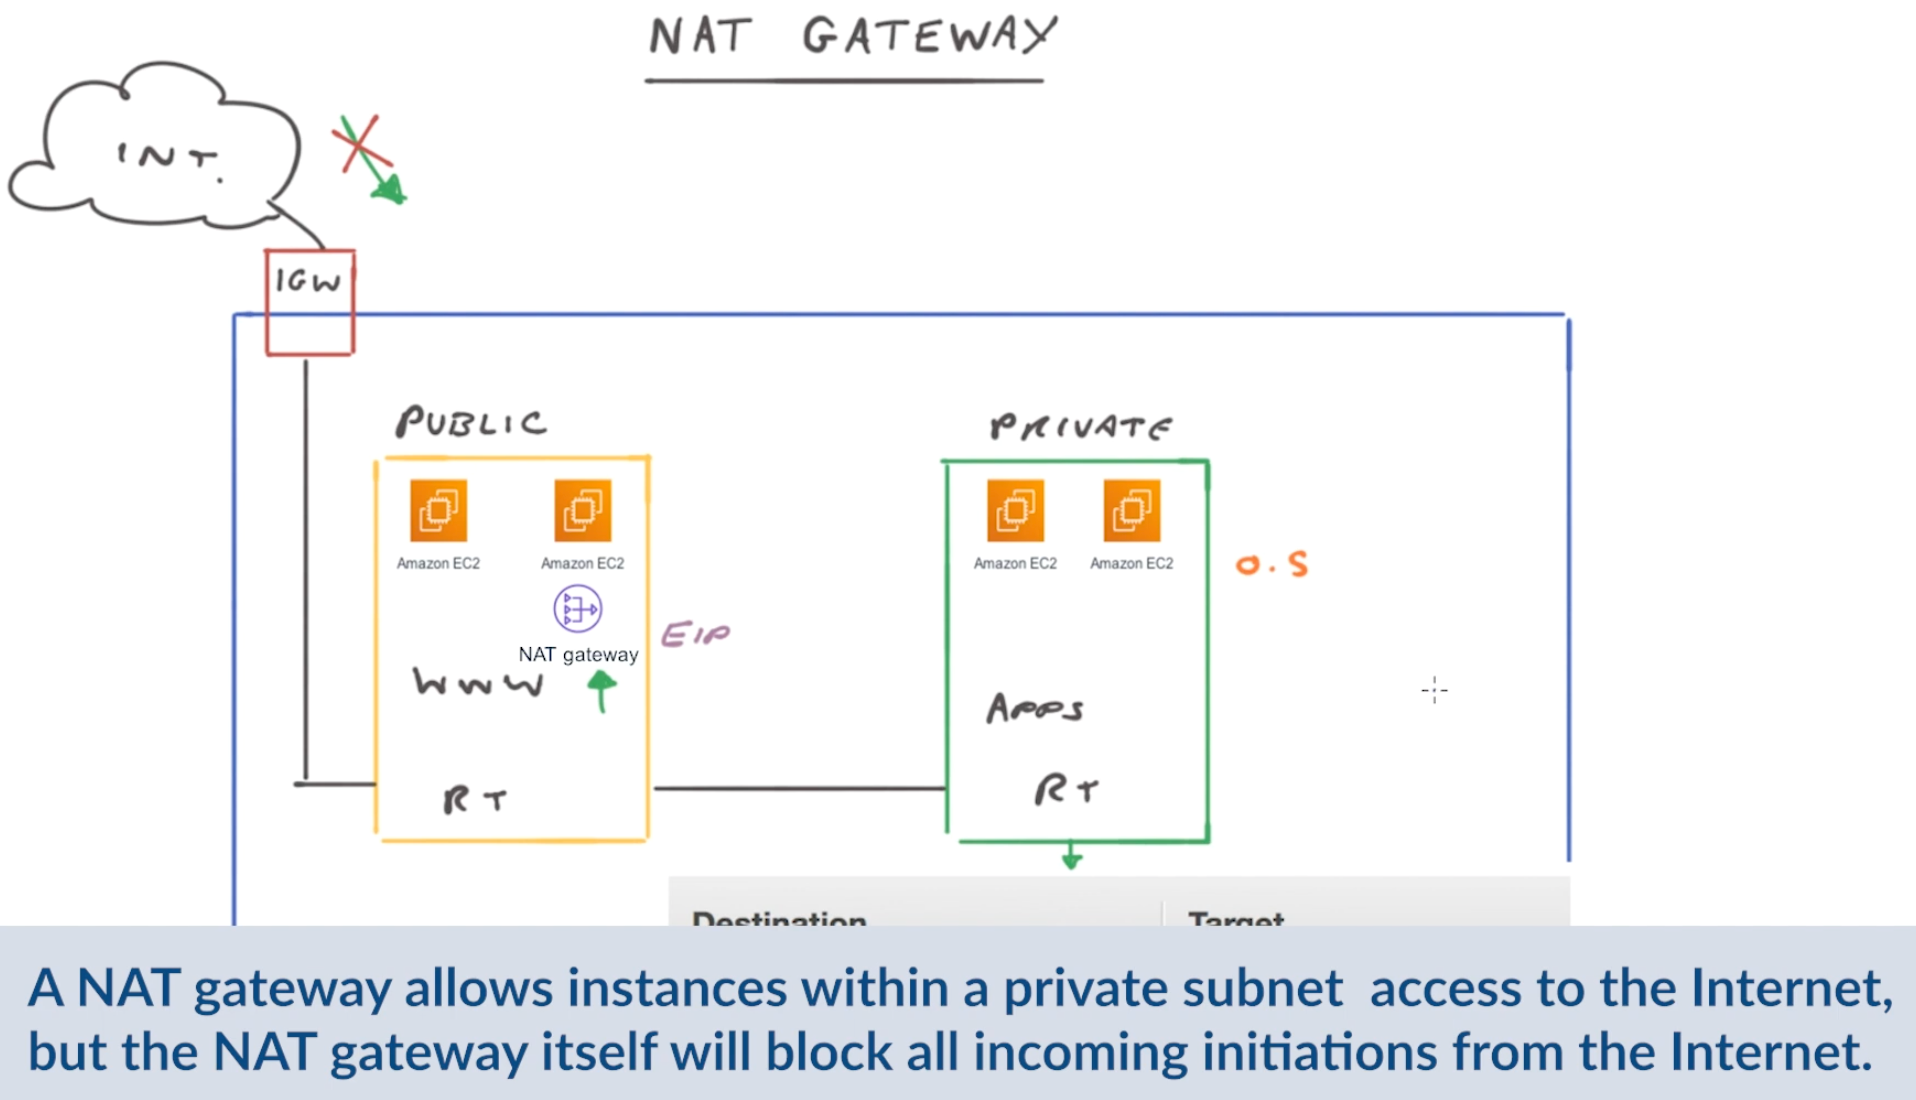 NAT GATEWAY
INT.
IGW
PUBLIC
PRIVATE
Amazon EC2
Amazon EC2
Amazon EC2
Amazon EC2
O.S
NAT gateway
EIP
WWW
APPS
RT
RT
Destination
Target
A NAT gateway allows instances within a private subnet access to the Internet,
but the NAT gateway itself will block all incoming initiations from the Internet.